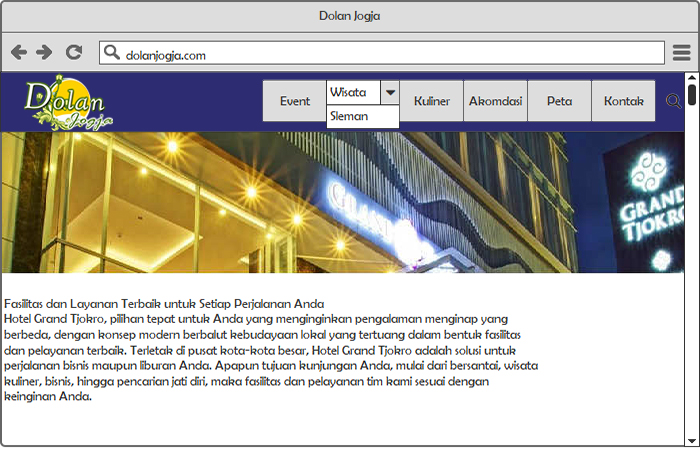 Dolan Jogja
dolanjogja.com
Dolan
Jogja
Event
Wisata
Sleman
Kuliner
Akomdasi
Peta
Kontak
GRAND
GRAND
TJOKRO
Fasilitas dan Layanan Terbaik untuk Setiap Perjalanan Anda
Hotel Grand Tjokro, pilihan tepat untuk Anda yang menginginkan pengalaman menginap yang
berbeda, dengan konsep modern berbalut kebudayaan lokal yang tertuang dalam bentuk fasilitas
dan pelayanan terbaik. Terletak di pusat kota-kota besar, Hotel Grand Tjokro adalah solusi untuk
perjalanan bisnis maupun liburan Anda. Apapun tujuan kunjungan Anda, mulai dari bersantai, wisata
kuliner, bisnis, hingga pencarian jati diri, maka fasilitas dan pelayanan tim kami sesuai dengan
keinginan Anda.